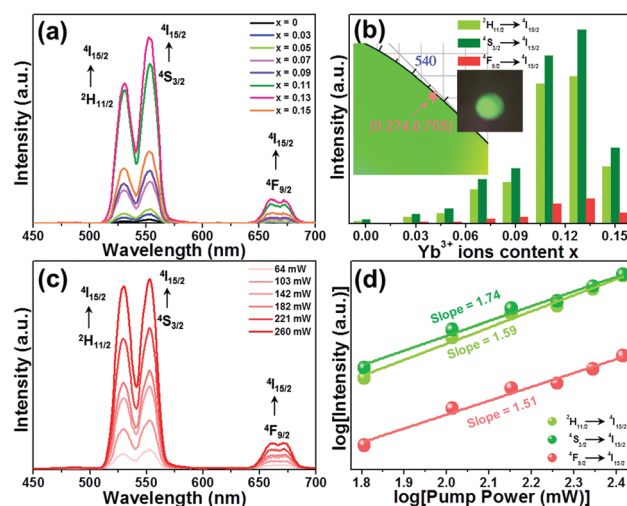 (a)
⁴I₁₅/₂
²H₁₁/₂
⁴I₁₅/₂
⁴S₃/₂
⁴I₁₅/₂
⁴F₉/₂
x = 0
x = 0.03
x = 0.05
x = 0.07
x = 0.09
x = 0.11
x = 0.13
x = 0.15
Intensity (a.u.)
450 500 550 600 650 700
Wavelength (nm)
(b)
²H₁₁/₂→⁴I₁₅/₂
⁴S₃/₂→⁴I₁₅/₂
⁴F₉/₂→⁴I₁₅/₂
540
(0.274,0.705)
Intensity (a.u.)
0.00 0.03 0.06 0.09 0.12 0.15
Yb³⁺ ions content x
(c)
⁴I₁₅/₂
²H₁₁/₂
⁴I₁₅/₂
⁴S₃/₂
⁴I₁₅/₂
⁴F₉/₂
64 mW
103 mW
142 mW
182 mW
221 mW
260 mW
Intensity (a.u.)
450 500 550 600 650 700
Wavelength (nm)
(d)
Slope = 1.74
Slope = 1.59
Slope = 1.51
²H₁₁/₂→⁴I₁₅/₂
⁴S₃/₂→⁴I₁₅/₂
⁴F₉/₂→⁴I₁₅/₂
log[Intensity (a.u.)]
1.8 1.9 2.0 2.1 2.2 2.3 2.4
log[Pump Power (mW)]